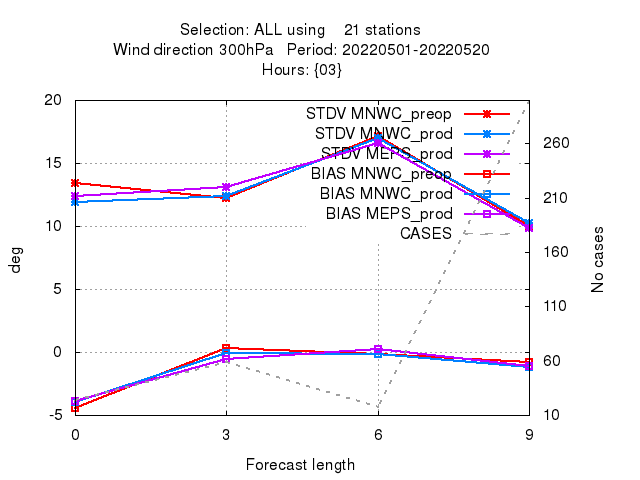 Selection: ALL using    21 stations
Wind direction 300hPa   Period: 20220501-20220520
Hours: {03}
STDV MNWC_preop
STDV MNWC_prod
STDV MEPS_prod
BIAS MNWC_preop
BIAS MNWC_prod
BIAS MEPS_prod
CASES
20
15
10
5
0
-5
deg
260
210
160
110
60
10
No cases
0 3 6 9
Forecast length